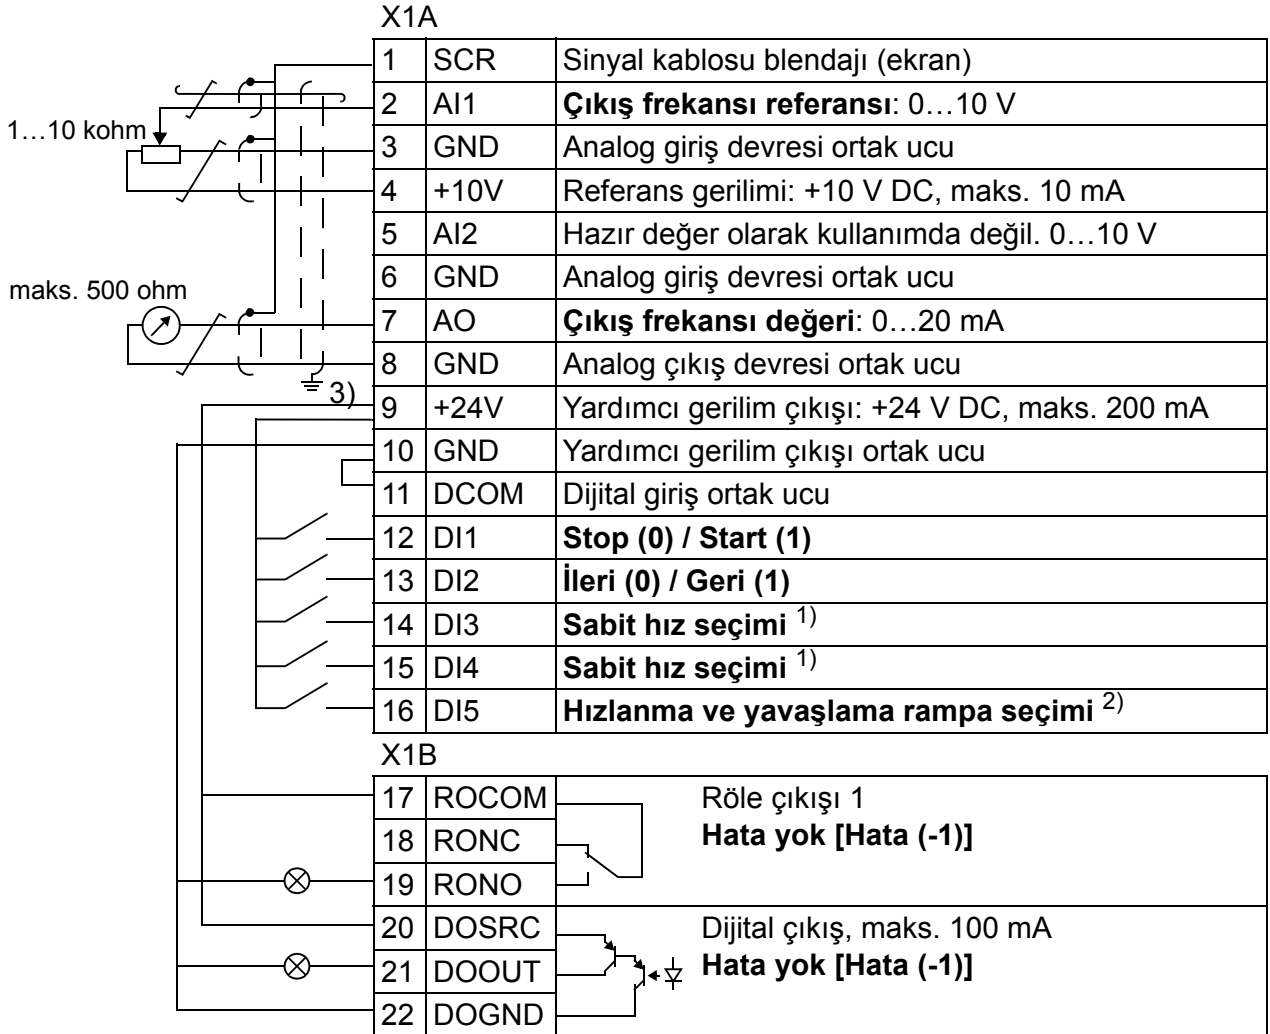 X1A
1 SCR Sinyal kablosu blendajı (ekran)
2 AI1 Çıkış frekansı referansı: 0…10 V
1…10 kohm
3 GND Analog giriş devresi ortak ucu
4 +10V Referans gerilimi: +10 V DC, maks. 10 mA
5 AI2 Hazır değer olarak kullanımda değil. 0…10 V
6 GND Analog giriş devresi ortak ucu
maks. 500 ohm
7 AO Çıkış frekansı değeri: 0…20 mA
8 GND Analog çıkış devresi ortak ucu
3)
9 +24V Yardımcı gerilim çıkışı: +24 V DC, maks. 200 mA
10 GND Yardımcı gerilim çıkışı ortak ucu
11 DCOM Dijital giriş ortak ucu
12 DI1 Stop (0) / Start (1)
13 DI2 İleri (0) / Geri (1)
14 DI3 Sabit hız seçimi 1)
15 DI4 Sabit hız seçimi 1)
16 DI5 Hızlanma ve yavaşlama rampa seçimi 2)
X1B
17 ROCOM Röle çıkışı 1
18 RONC Hata yok [Hata (-1)]
19 RONO
20 DOSRC Dijital çıkış, maks. 100 mA
21 DOOUT Hata yok [Hata (-1)]
22 DOGND